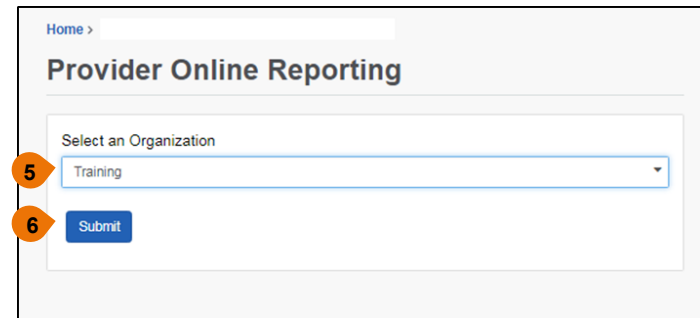 Home >
Provider Online Reporting
Select an Organization
5 Training
6 Submit